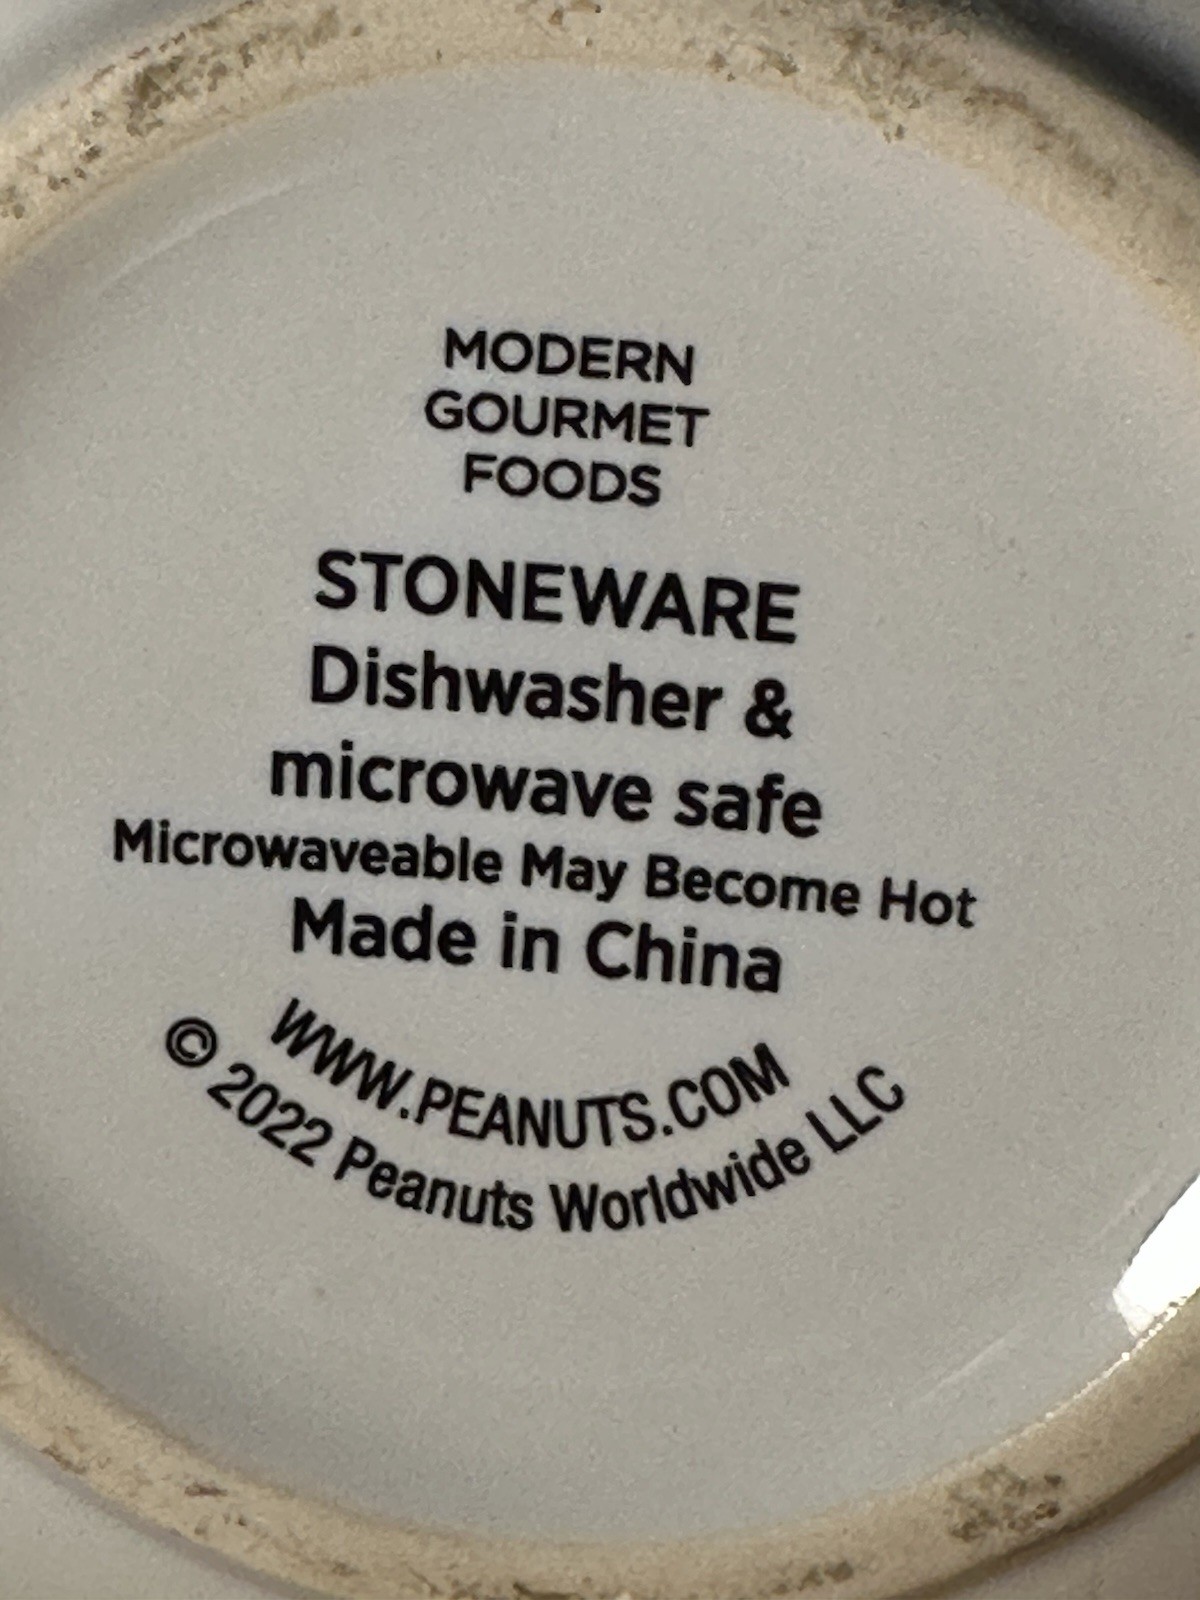 MODERN
GOURMET
FOODS
STONEWARE
Dishwasher &
microwave safe
Microwaveable May Become Hot
Made in China
WWW.PEANUTS.COM
© 2022 Peanuts Worldwide LLC